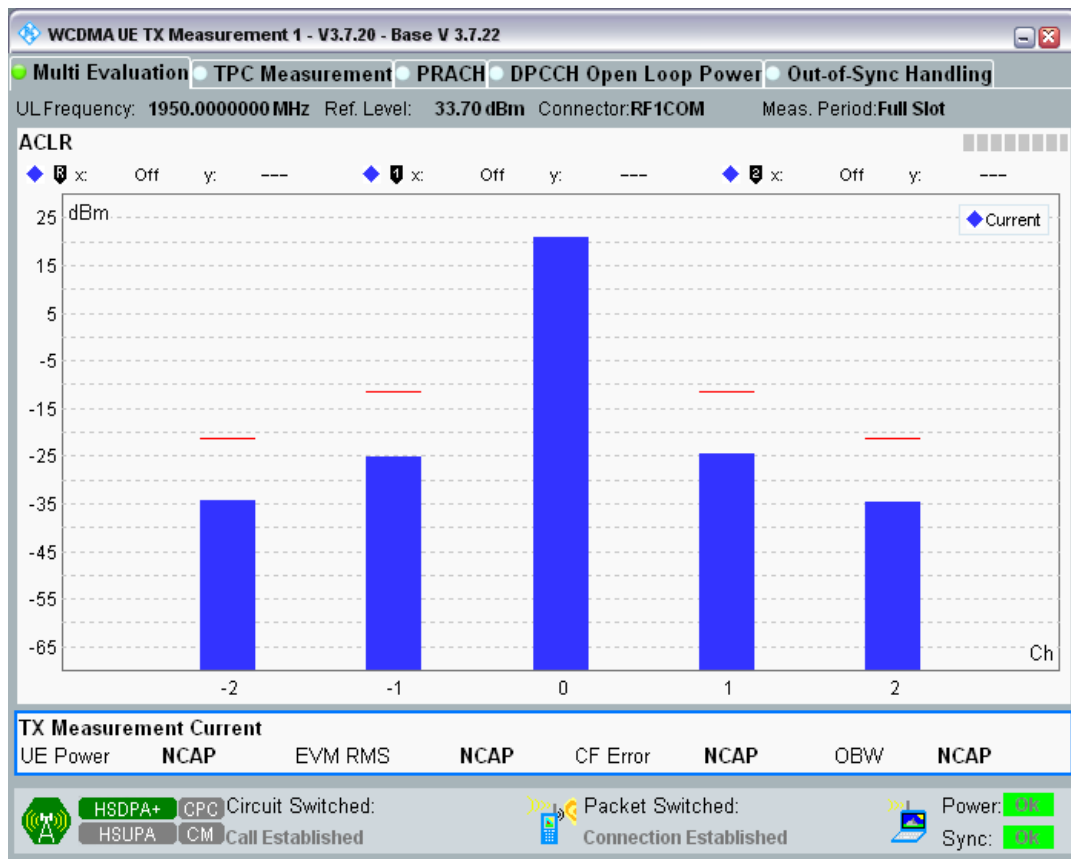 WCDMA UE TX Measurement 1 - V3.7.20 - Base V 3.7.22
Multi Evaluation TPC Measurement PRACH DPCCH Open Loop Power Out-of-Sync Handling
UL Frequency: 1950.0000000 MHz Ref. Level: 33.70 dBm Connector:RF1COM Meas. Period:Full Slot
ACLR
R x: Off y: --- 1 x: Off y: --- 2 x: Off y: ---
dBm
Current
25
15
5
-5
-15
-25
-35
-45
-55
-65
Ch
-2 -1 0 1 2
TX Measurement Current
UE Power NCAP EVM RMS NCAP CF Error NCAP OBW NCAP
HSDPA+ CPC Circuit Switched: Packet Switched: Power: OK
HSUPA CM Call Established Connection Established Sync: OK